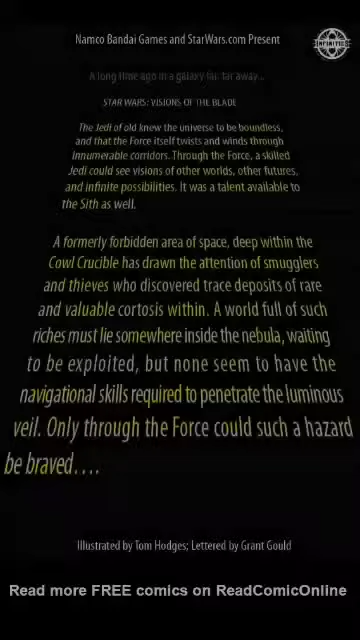 Namco Bandai Games and StarWars.com Present
INFINITIES
A long time ago in a galaxy far, far away...
STAR WARS: VISIONS OF THE BLADE
The Jedi of old knew the universe to be boundless,
and that the Force itself twists and winds through
innumerable corridors. Through the Force, a skilled
Jedi could see visions of other worlds, other futures,
and infinite possibilities. It was a talent available to
the Sith as well.
A formerly forbidden area of space, deep within the
Cowl Crucible has drawn the attention of smugglers
and thieves who discovered trace deposits of rare
and valuable cortosis within. A world full of such
riches must lie somewhere inside the nebula, waiting
to be exploited, but none seem to have the
navigational skills required to penetrate the luminous
veil. Only through the Force could such a hazard
be braved....
Illustrated by Tom Hodges; Lettered by Grant Gould
Read more FREE comics on ReadComicOnline